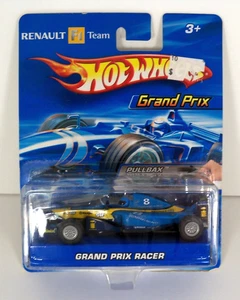 RENAULT F1 Team
3+
HOT WHEELS
Grand Prix
PULLBAX
8
GRAND PRIX RACER